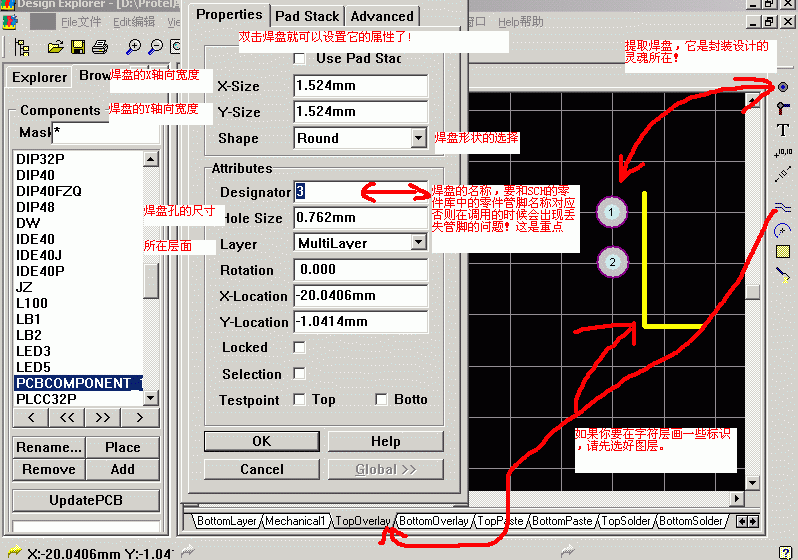 Design Explorer - [D:\Protel
File文件
Edit编辑
窗口
Help帮助
Properties
Pad Stack
Advanced
双击焊盘就可以设置它的属性了!
Use Pad Stac
提取焊盘，它是封装设计的
灵魂所在!
Explorer
Brow
焊盘的X轴向宽度
X-Size
1.524mm
Components
焊盘的Y轴向宽度
Y-Size
1.524mm
Mask
*
Shape
Round
焊盘形状的选择
T
+10,10
DIP32P
DIP40
DIP40FZQ
DIP48
DW
IDE40
IDE40J
IDE40P
JZ
L100
LB1
LB2
LED3
LED5
PCBCOMPONENT_1
PLCC32P
Attributes
Designator
3
焊盘的名称，要和SCH的零
件库中的零件管脚名称对应
否则在调用的时候会出现丢
失管脚的问题! 这是重点
焊盘孔的尺寸
Hole Size
0.762mm
所在层面
Layer
MultiLayer
Rotation
0.000
X-Location
-20.0406mm
Y-Location
-1.0414mm
Locked
Selection
Testpoint
Top
Botto
1
2
<
<<
>>
>
Rename...
Place
Remove
Add
UpdatePCB
OK
Help
Cancel
Global >>
如果你要在字符层画一些标识
，请先选好图层。
BottomLayer
Mechanical1
TopOverlay
BottomOverlay
TopPaste
BottomPaste
TopSolder
BottomSolder
X:-20.0406mm Y:-1.04